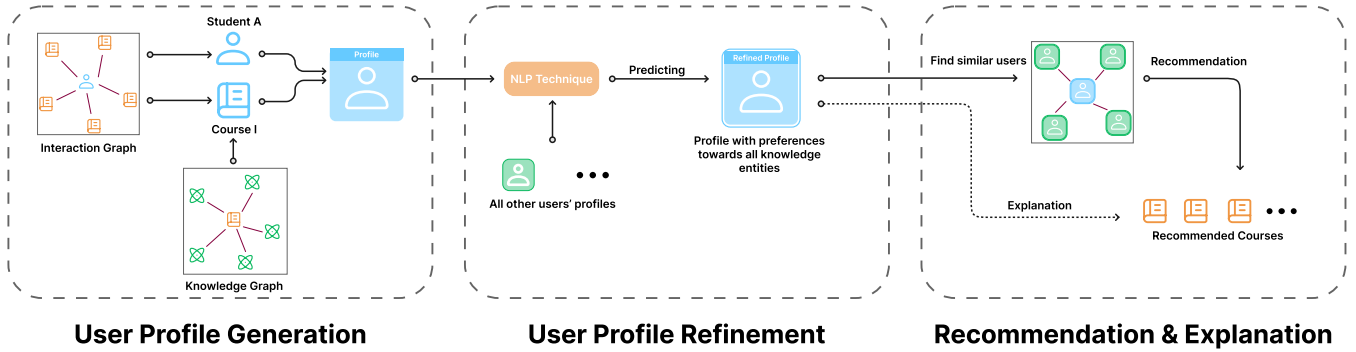 Student A
Interaction Graph
Course I
Knowledge Graph
Profile
User Profile Generation
NLP Technique
Predicting
All other users' profiles
Refined Profile
Profile with preferences
towards all knowledge
entities
User Profile Refinement
Find similar users
Recommendation
Explanation
Recommended Courses
Recommendation & Explanation